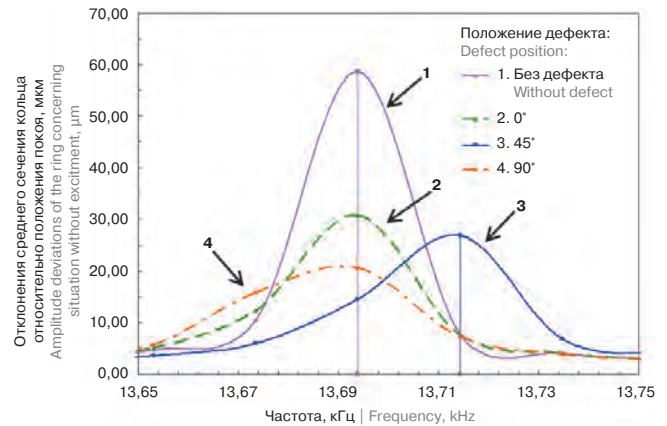 Отклонения среднего сечения кольца
относительно положения покоя, мкм
Amplitude deviations of the ring concerning
situation without excitment, µm
70,00
60,00
50,00
40,00
30,00
20,00
10,00
00,00
1
2
3
4
Положение дефекта:
Defect position:
1. Без дефекта
Without defect
2. 0°
3. 45°
4. 90°
13,65 13,67 13,69 13,71 13,73 13,75
Частота, кГц | Frequency, kHz